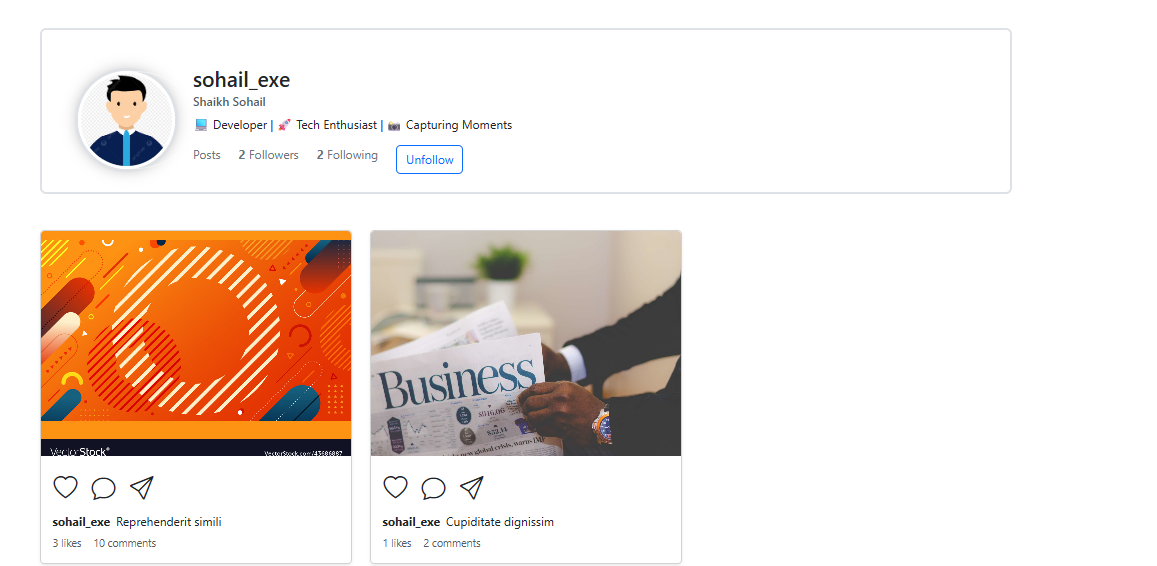 sohail_exe
Shaikh Sohail
Developer | Tech Enthusiast | Capturing Moments
Posts 2 Followers 2 Following Unfollow
VectorStock®
VectorStock.com/43686887
Business
sohail_exe Reprehenderit simili
3 likes 10 comments
sohail_exe Cupiditate dignissim
1 likes 2 comments